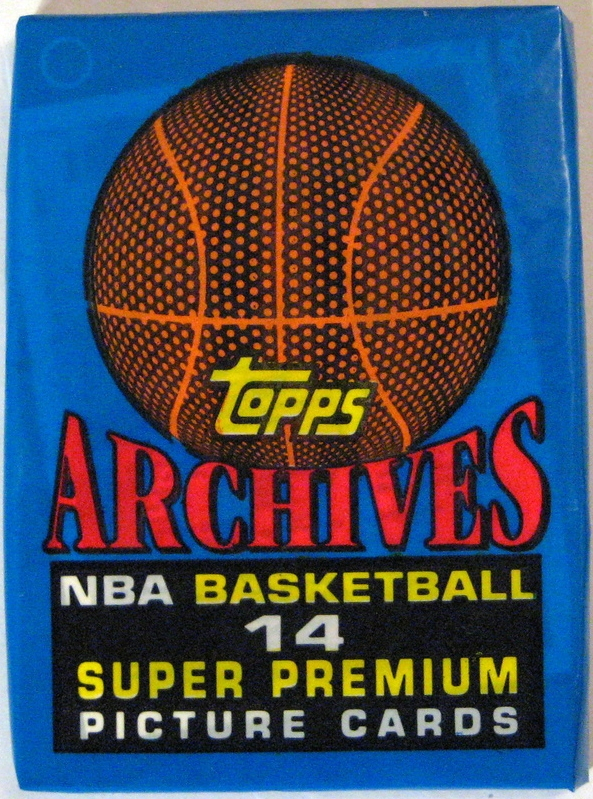 topps
ARCHIVES
NBA BASKETBALL
14
SUPER PREMIUM
PICTURE CARDS